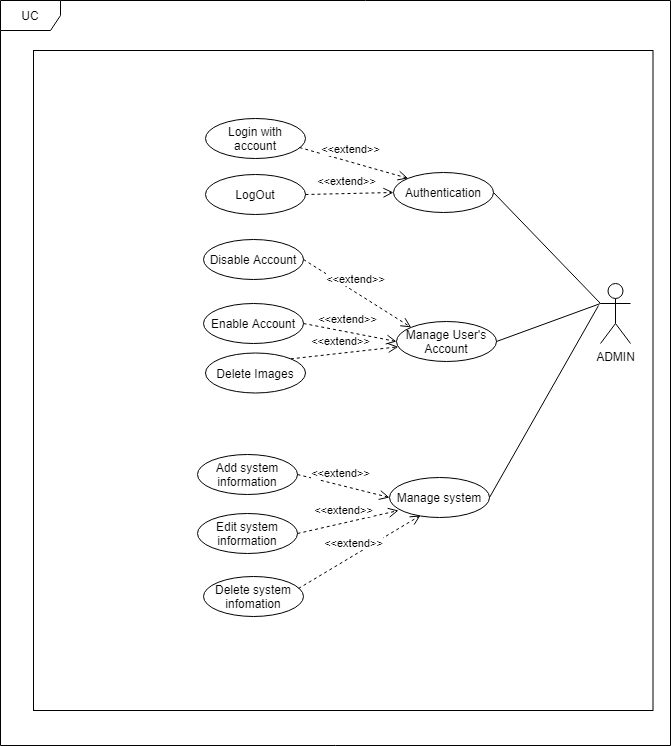 UC
Login with
account
<<extend>>
LogOut
<<extend>>
Authentication
Disable Account
<<extend>>
Enable Account
<<extend>>
Manage User's
Account
<<extend>>
Delete Images
ADMIN
Add system
information
<<extend>>
Manage system
<<extend>>
Edit system
information
<<extend>>
Delete system
infomation